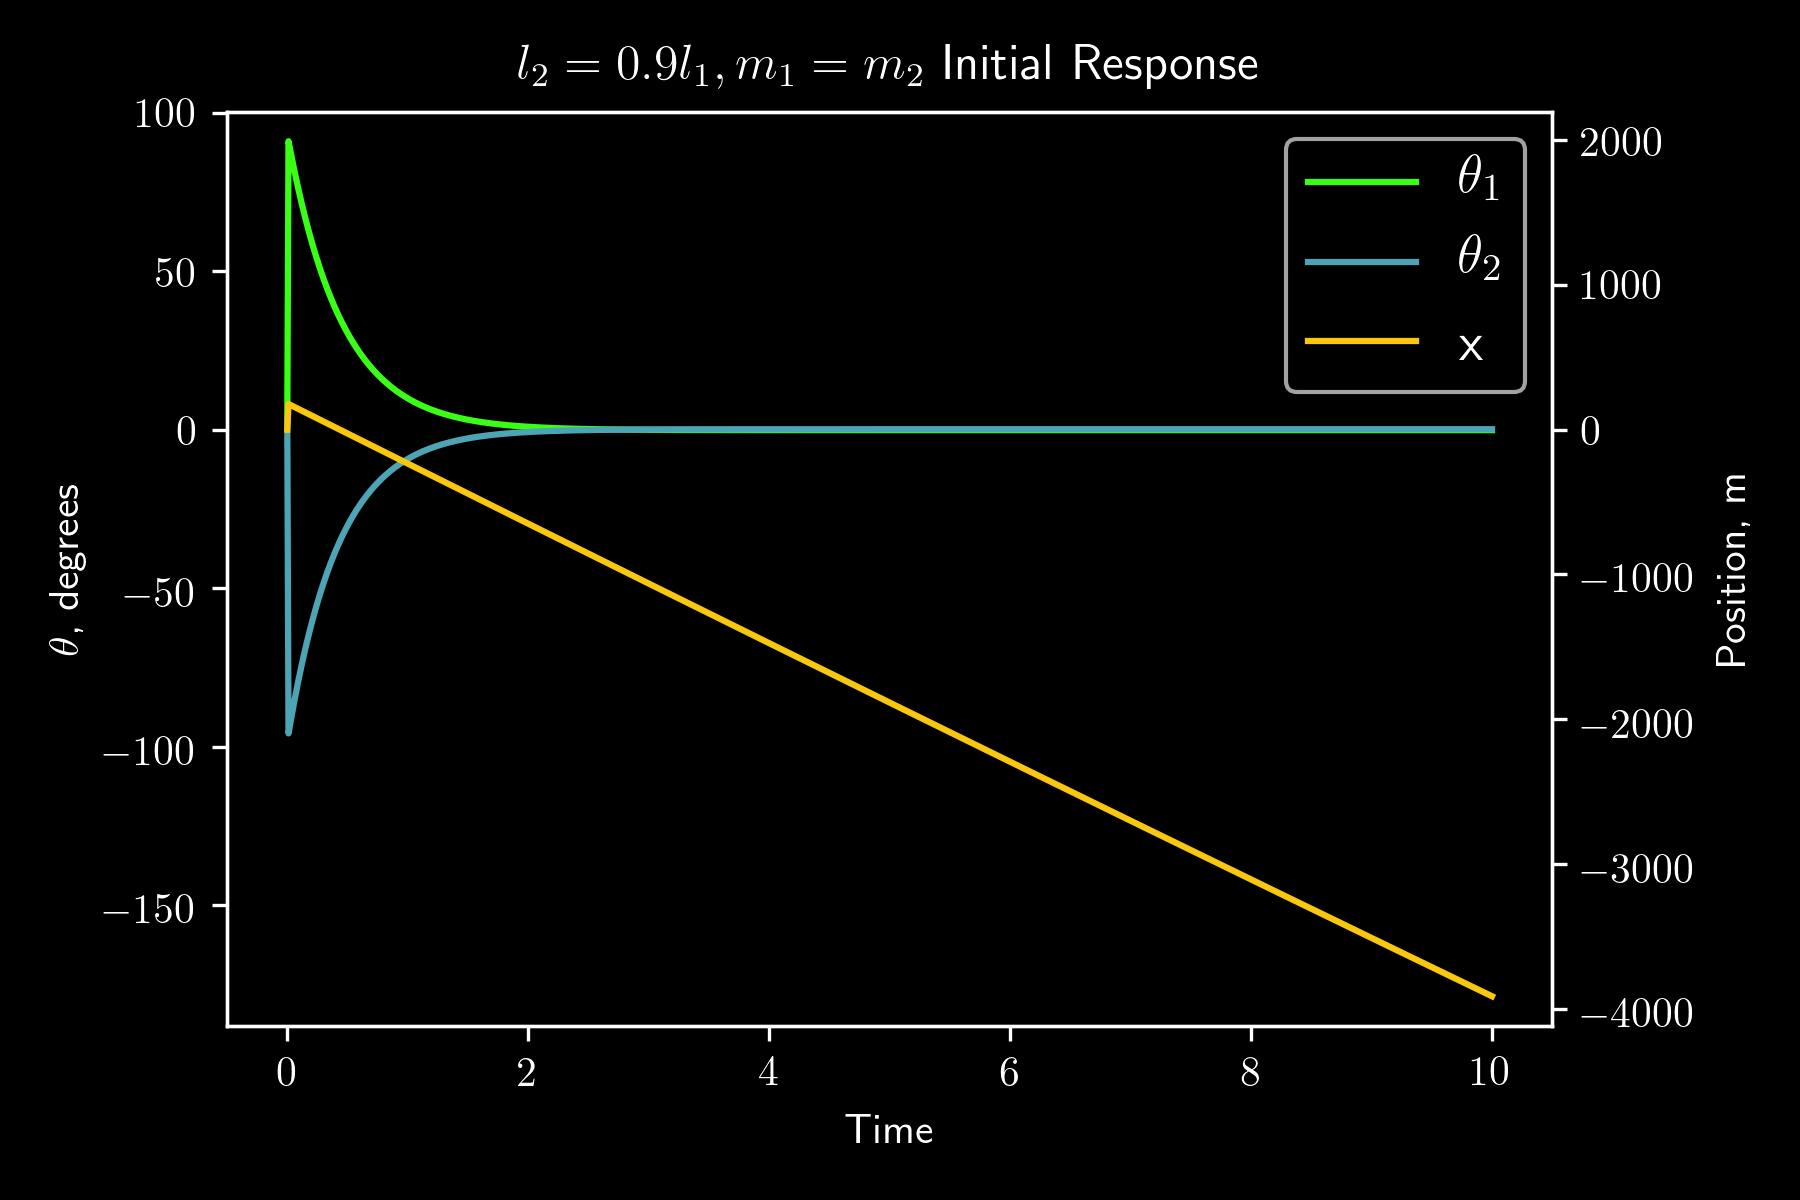 l₂ = 0.9l₁, m₁ = m₂ Initial Response
100
50
0
−50
−100
−150
θ, degrees
θ₁
θ₂
x
2000
1000
0
−1000
−2000
−3000
−4000
Position, m
0 2 4 6 8 10
Time